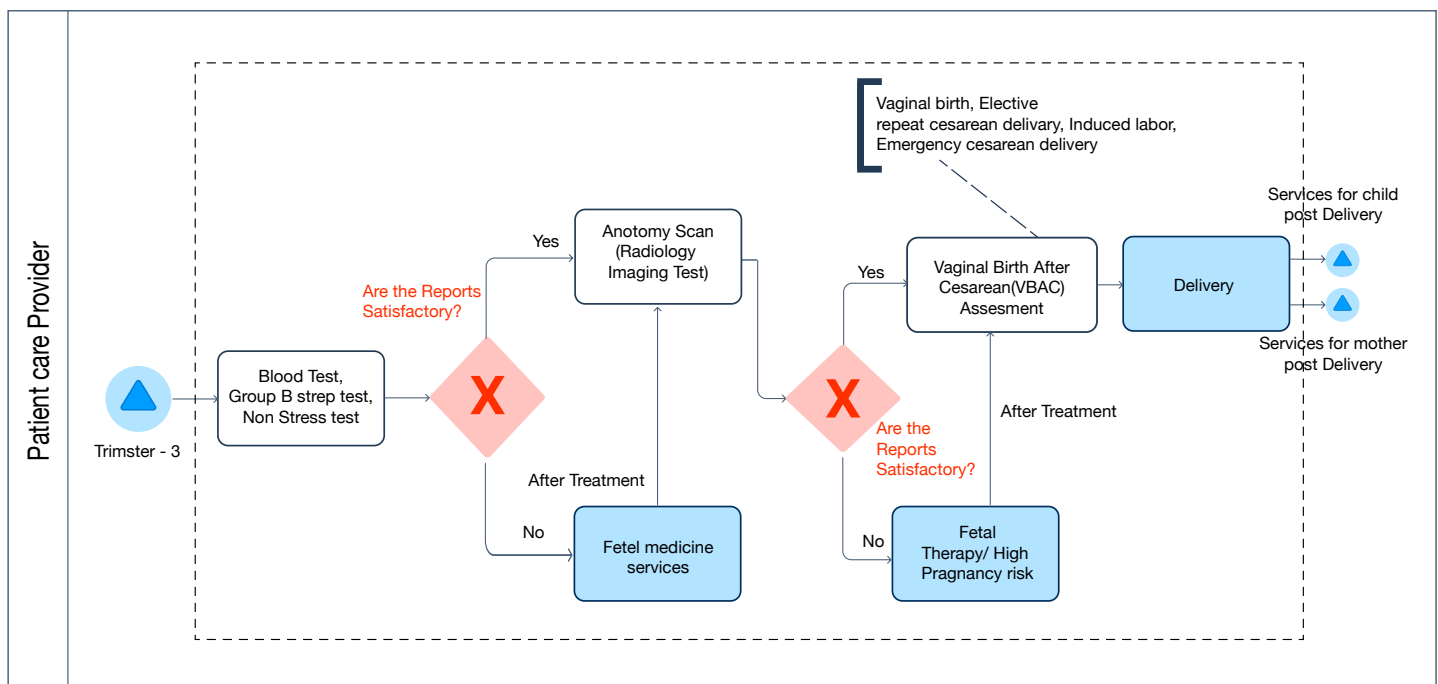 Patient care Provider
Trimster - 3
Blood Test,
Group B strep test,
Non Stress test
Are the Reports
Satisfactory?
X
Yes
No
Anotomy Scan
(Radiology
Imaging Test)
After Treatment
Fetel medicine
services
X
Are the
Reports
Satisfactory?
Yes
No
Vaginal birth, Elective
repeat cesarean delivary, Induced labor,
Emergency cesarean delivery
Vaginal Birth After
Cesarean(VBAC)
Assesment
After Treatment
Fetal
Therapy/ High
Pragnancy risk
Delivery
Services for child
post Delivery
Services for mother
post Delivery